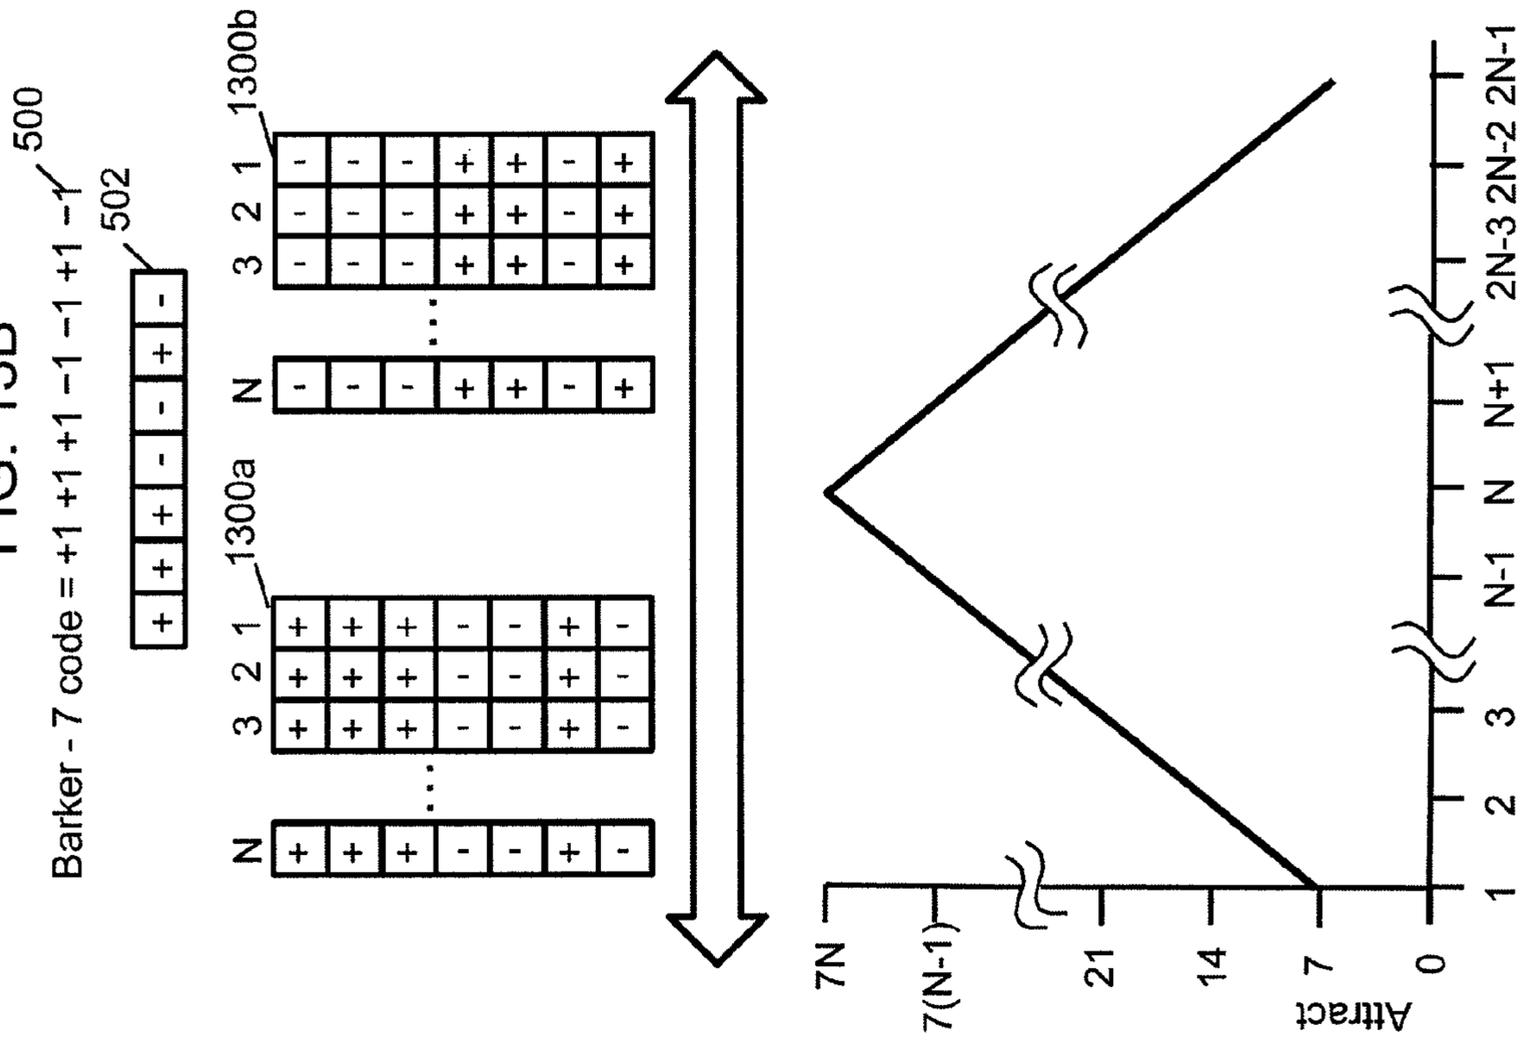 FIG. 13B
Barker - 7 code = +1 +1 +1 −1 −1 +1 −1
500
502
+ + + - - + -
1300a 1300b
N 3 2 1 N 3 2 1
+ ... + + + - ... - - -
+ + + + - - - -
+ + + + - - - -
- - - - + + + +
- - - - + + + +
+ + + + - - - -
- - - - + + + +
7N
7(N-1)
21
14
7
0
Attract
1 2 3 N-1 N N+1 2N-3 2N-2 2N-1